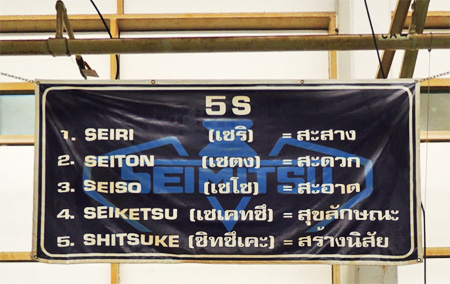 5S
1. SEIRI (เซริ) = สะสาง
2. SEITON (เซตง) = สะดวก
3. SEISO (เซโซ) = สะอาด
4. SEIKETSU (เซเคทซึ) = สุขลักษณะ
5. SHITSUKE (ซิทซึเคะ) = สร้างนิสัย
SEIMITSU